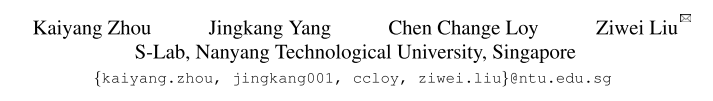 Kaiyang Zhou Jingkang Yang Chen Change Loy Ziwei Liu✉
S-Lab, Nanyang Technological University, Singapore
{kaiyang.zhou, jingkang001, ccloy, ziwei.liu}@ntu.edu.sg